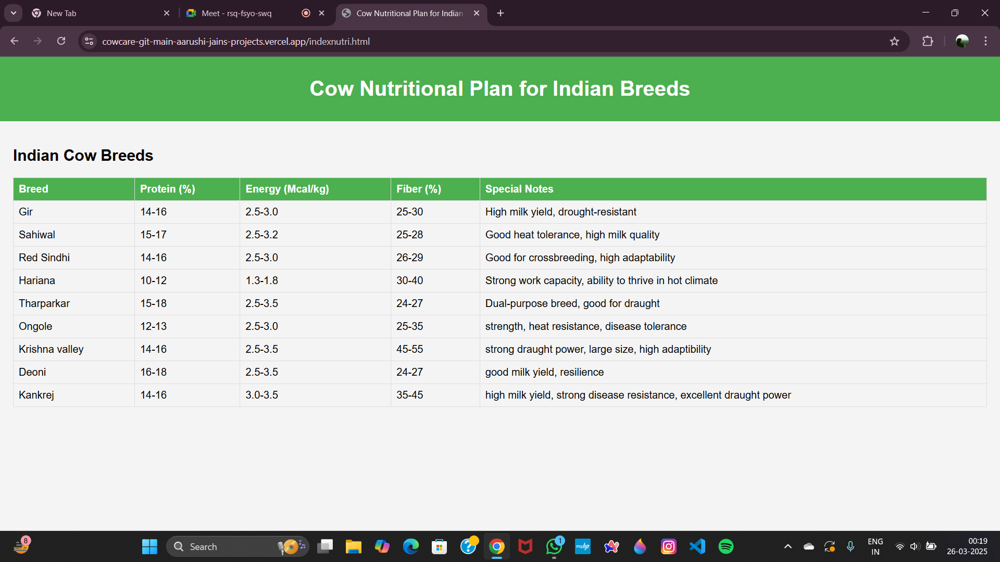 New Tab
Meet - rsq-fsyo-swq
Cow Nutritional Plan for Indian
cowcare-git-main-aarushi-jains-projects.vercel.app/indexnutri.html
Cow Nutritional Plan for Indian Breeds
Indian Cow Breeds
Breed Protein (%) Energy (Mcal/kg) Fiber (%) Special Notes
Gir 14-16 2.5-3.0 25-30 High milk yield, drought-resistant
Sahiwal 15-17 2.5-3.2 25-28 Good heat tolerance, high milk quality
Red Sindhi 14-16 2.5-3.0 26-29 Good for crossbreeding, high adaptability
Hariana 10-12 1.3-1.8 30-40 Strong work capacity, ability to thrive in hot climate
Tharparkar 15-18 2.5-3.5 24-27 Dual-purpose breed, good for draught
Ongole 12-13 2.5-3.0 25-35 strength, heat resistance, disease tolerance
Krishna valley 14-16 2.5-3.5 45-55 strong draught power, large size, high adaptibility
Deoni 16-18 2.5-3.5 24-27 good milk yield, resilience
Kankrej 14-16 3.0-3.5 35-45 high milk yield, strong disease resistance, excellent draught power
8
Search
1
myhp
ENG
IN
00:19
26-03-2025